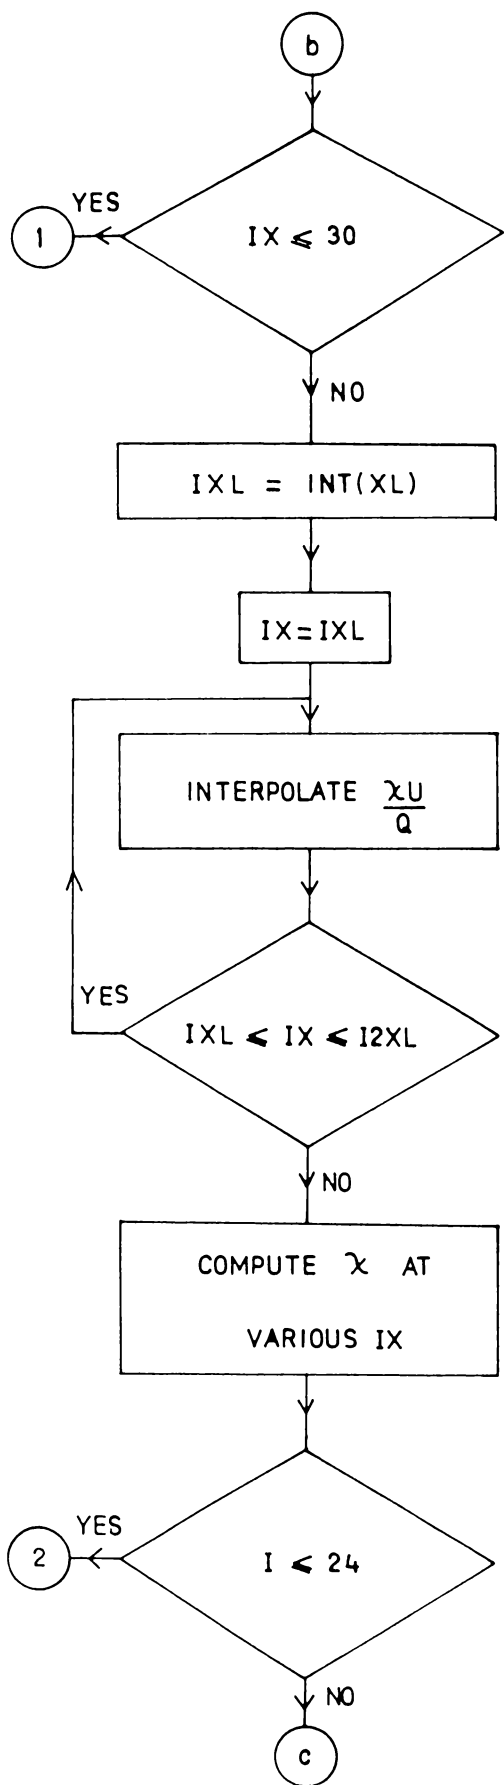 b
YES
1
IX ⩽ 30
NO
IXL = INT(XL)
IX = IXL
INTERPOLATE χU
Q
YES
IXL ⩽ IX ⩽ I2XL
NO
COMPUTE χ AT
VARIOUS IX
YES
2
I ⩽ 24
NO
c